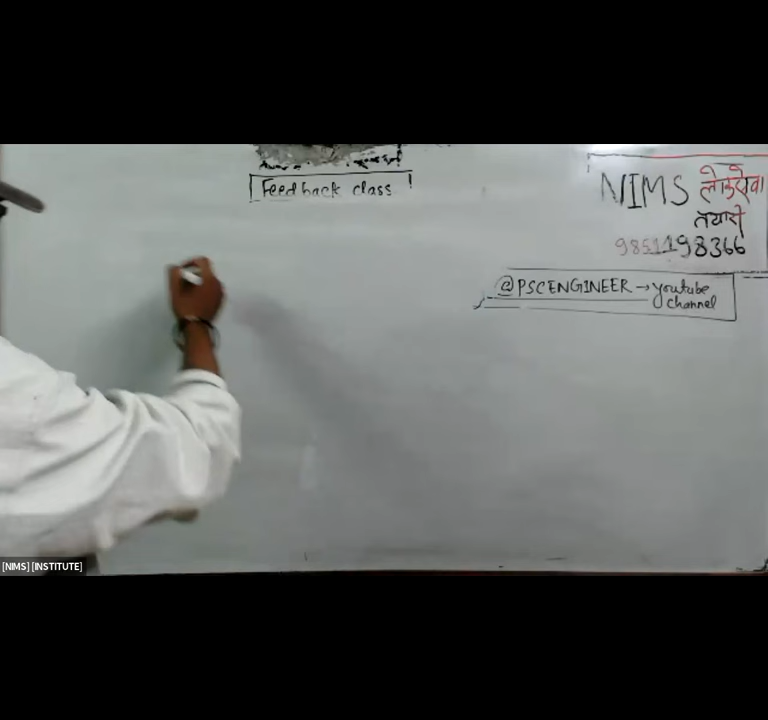 Feedback class !
NIMS लोकसेवा
तयारी
9851198366
@PSCENGINEER → youtube
channel
[NIMS] [INSTITUTE]